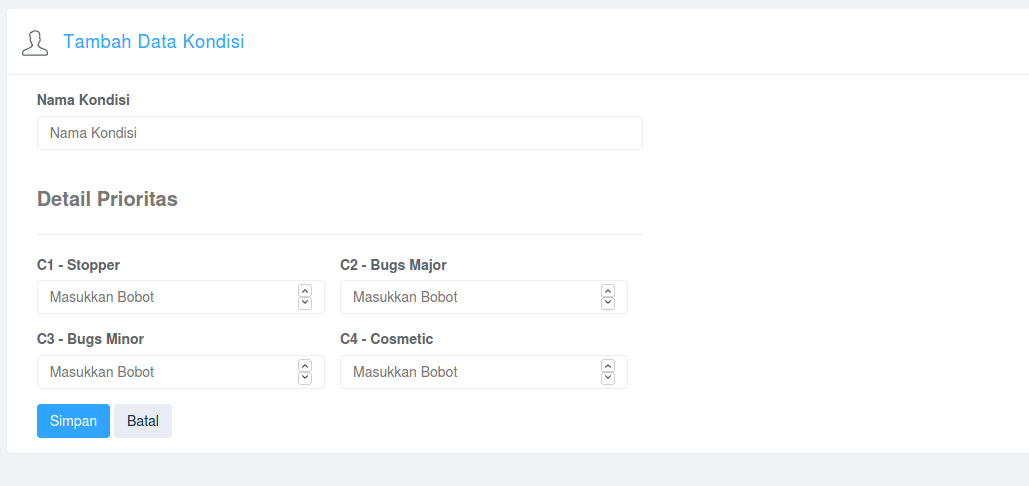 Tambah Data Kondisi
Nama Kondisi
Nama Kondisi
Detail Prioritas
C1 - Stopper C2 - Bugs Major
Masukkan Bobot Masukkan Bobot
C3 - Bugs Minor C4 - Cosmetic
Masukkan Bobot Masukkan Bobot
Simpan Batal